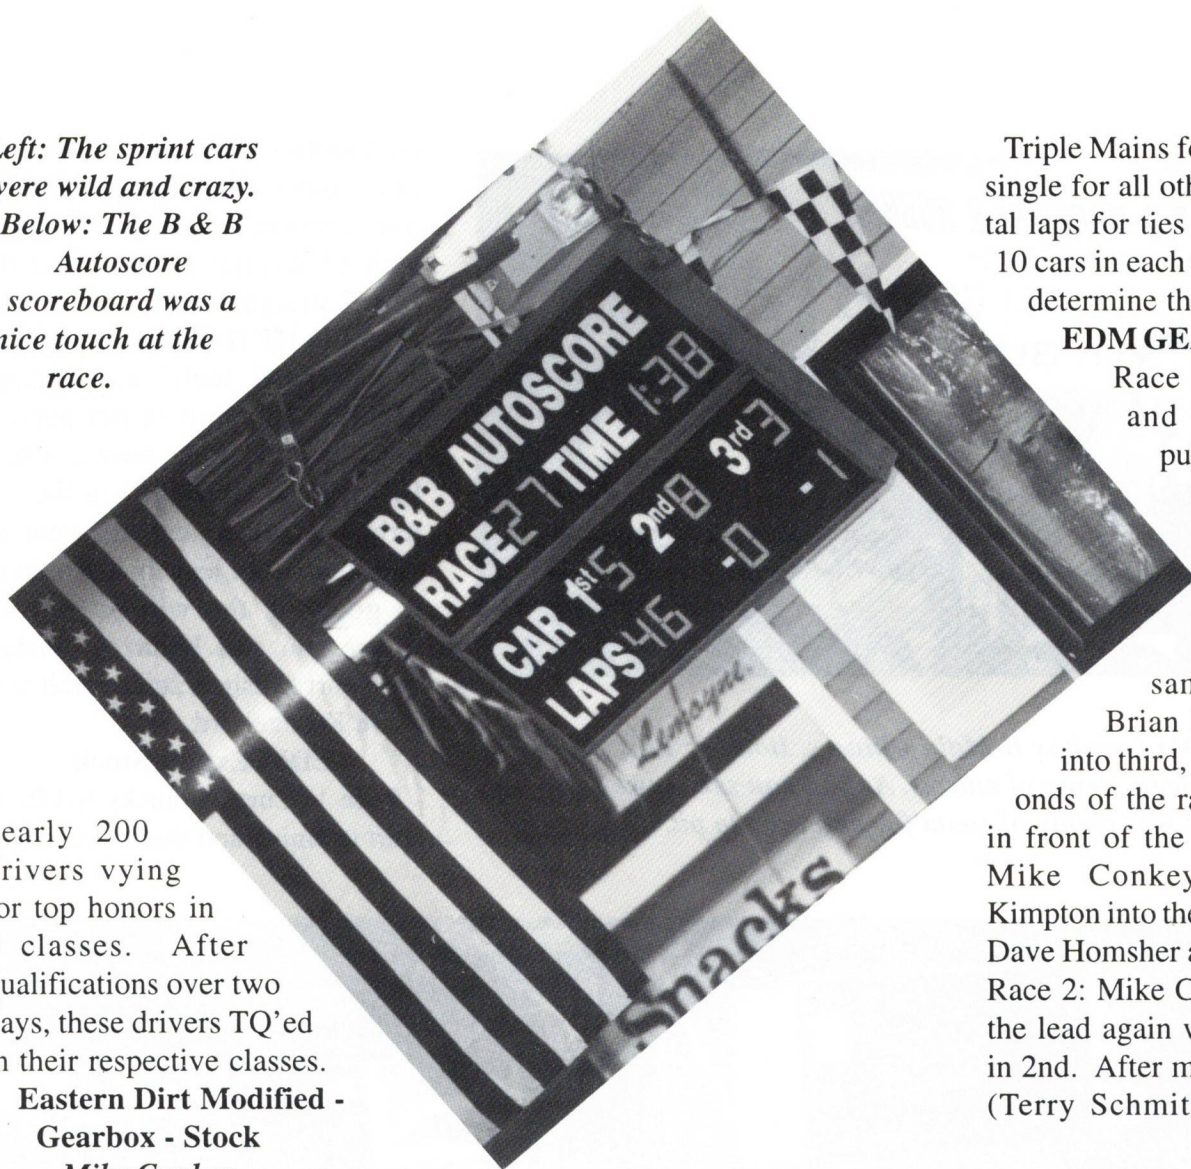 Left: The sprint cars
were wild and crazy.
Below: The B & B
Autoscore
scoreboard was a
nice touch at the
race.
B&B AUTOSCORE
RACE 27 TIME 1:38
CAR 1st 5 2nd 8 3rd 3
LAPS 46 -0 -1
Lemoyne
Snacks
early 200
rivers vying
or top honors in
classes. After
ualifications over two
ays, these drivers TQ'ed
n their respective classes.
Eastern Dirt Modified -
Gearbox - Stock
Mike Conkey
Triple Mains fo
single for all oth
tal laps for ties
10 cars in each
determine th
EDM GEA
Race
and
pu
san
Brian
into third,
onds of the ra
in front of the
Mike Conkey
Kimpton into the
Dave Homsher a
Race 2: Mike C
the lead again v
in 2nd. After m
(Terry Schmit